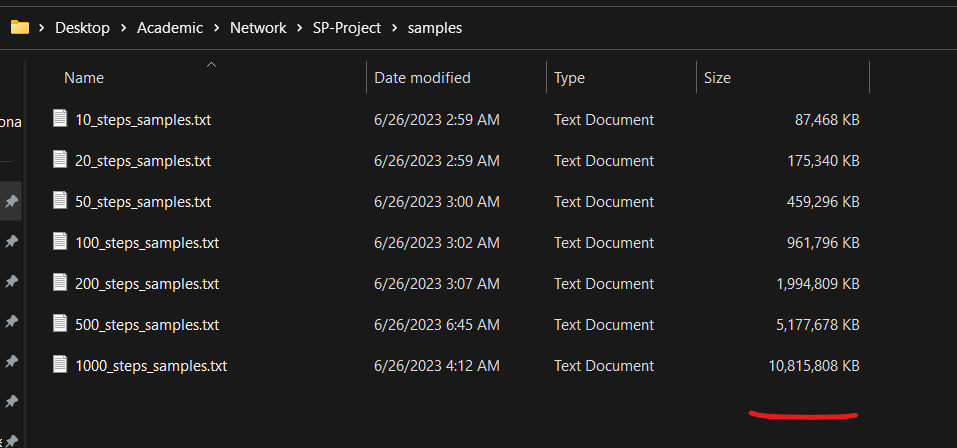 Desktop > Academic > Network > SP-Project > samples
Name Date modified Type Size
ona
10_steps_samples.txt 6/26/2023 2:59 AM Text Document 87,468 KB
20_steps_samples.txt 6/26/2023 2:59 AM Text Document 175,340 KB
50_steps_samples.txt 6/26/2023 3:00 AM Text Document 459,296 KB
100_steps_samples.txt 6/26/2023 3:02 AM Text Document 961,796 KB
200_steps_samples.txt 6/26/2023 3:07 AM Text Document 1,994,809 KB
500_steps_samples.txt 6/26/2023 6:45 AM Text Document 5,177,678 KB
1000_steps_samples.txt 6/26/2023 4:12 AM Text Document 10,815,808 KB